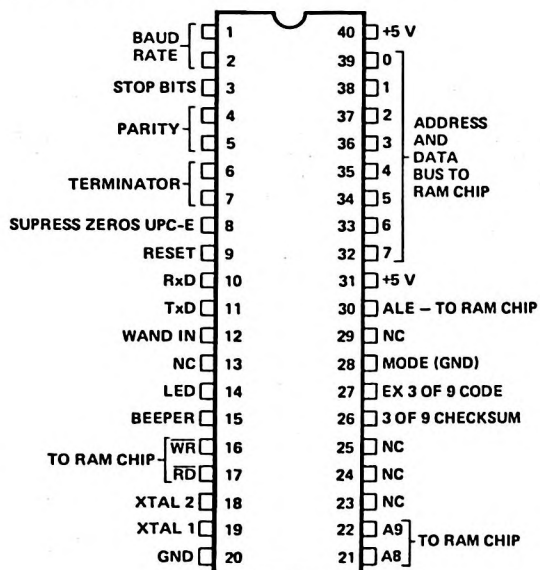 BAUD RATE 1 40 +5 V
2 39 0
STOP BITS 3 38 1
PARITY 4 37 2
5 36 3
TERMINATOR 6 35 4
7 34 5
SUPRESS ZEROS UPC-E 8 33 6
RESET 9 32 7
ADDRESS AND DATA BUS TO RAM CHIP
RxD 10 31 +5 V
TxD 11 30 ALE – TO RAM CHIP
WAND IN 12 29 NC
NC 13 28 MODE (GND)
LED 14 27 EX 3 OF 9 CODE
BEEPER 15 26 3 OF 9 CHECKSUM
TO RAM CHIP W̅R̅ 16 25 NC
R̅D̅ 17 24 NC
XTAL 2 18 23 NC
XTAL 1 19 22 A9 TO RAM CHIP
GND 20 21 A8